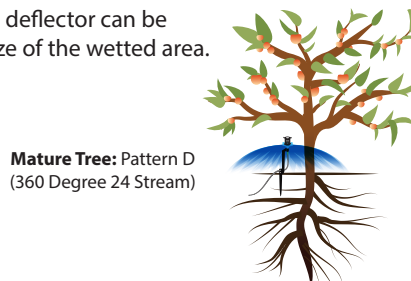 deflector can be
ze of the wetted area.
Mature Tree: Pattern D
(360 Degree 24 Stream)